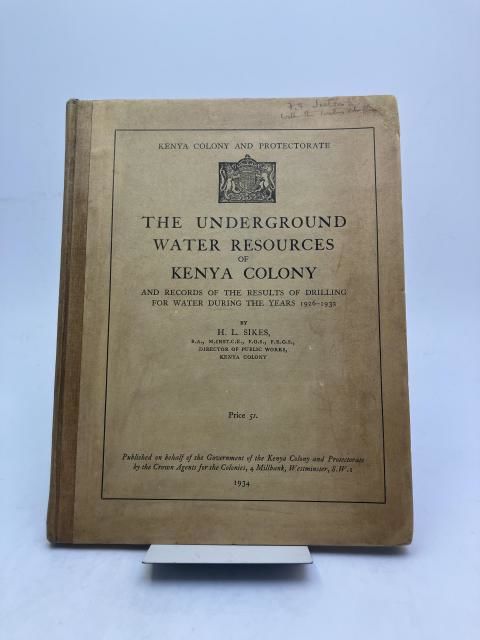 KENYA COLONY AND PROTECTORATE
THE UNDERGROUND
WATER RESOURCES
OF
KENYA COLONY
AND RECORDS OF THE RESULTS OF DRILLING
FOR WATER DURING THE YEARS 1926-1932
BY
H. L. SIKES,
B.A., M.INST.C.E., F.G.S., F.R.G.S.,
DIRECTOR OF PUBLIC WORKS,
KENYA COLONY
Price 5s.
Published on behalf of the Government of the Kenya Colony and Protectorate
by the Crown Agents for the Colonies, 4 Millbank, Westminster, S.W.1
1934